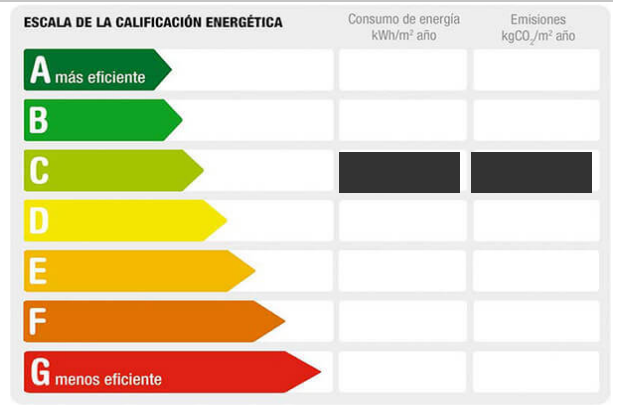 ESCALA DE LA CALIFICACIÓN ENERGÉTICA
Consumo de energía
kWh/m² año
Emisiones
kgCO₂/m² año
A más eficiente
B
C
D
E
F
G menos eficiente